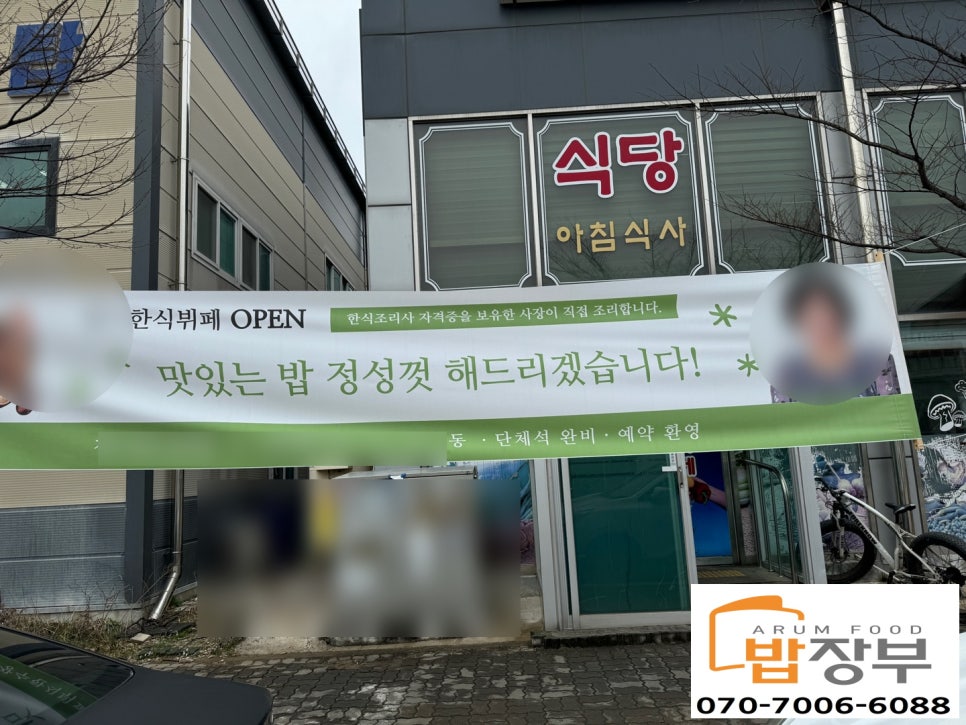 밥
식당
아침식사
한식뷔페 OPEN
한식조리사 자격증을 보유한 사장이 직접 조리합니다.
맛있는 밥 정성껏 해드리겠습니다!
동 · 단체석 완비 · 예약 환영
ARUM FOOD
밥장부
070-7006-6088